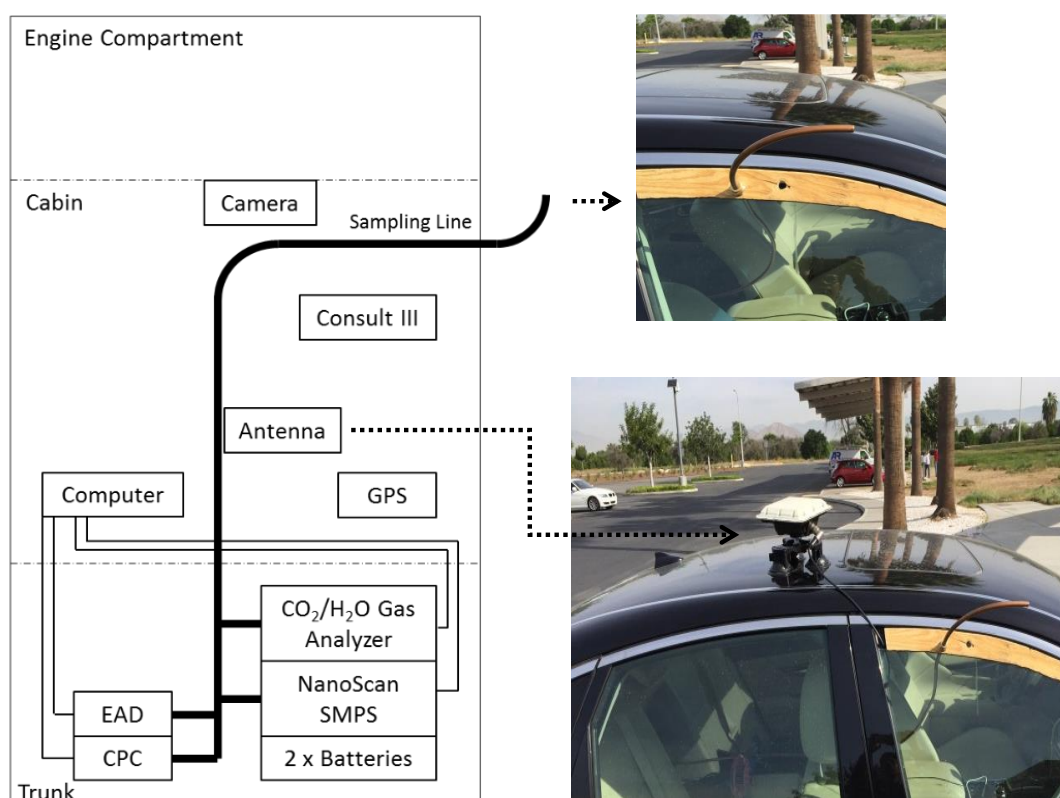 Engine Compartment
Cabin
Camera
Sampling Line
Consult III
Antenna
Computer
GPS
CO₂/H₂O Gas
Analyzer
NanoScan
SMPS
EAD
CPC
2 x Batteries
Trunk